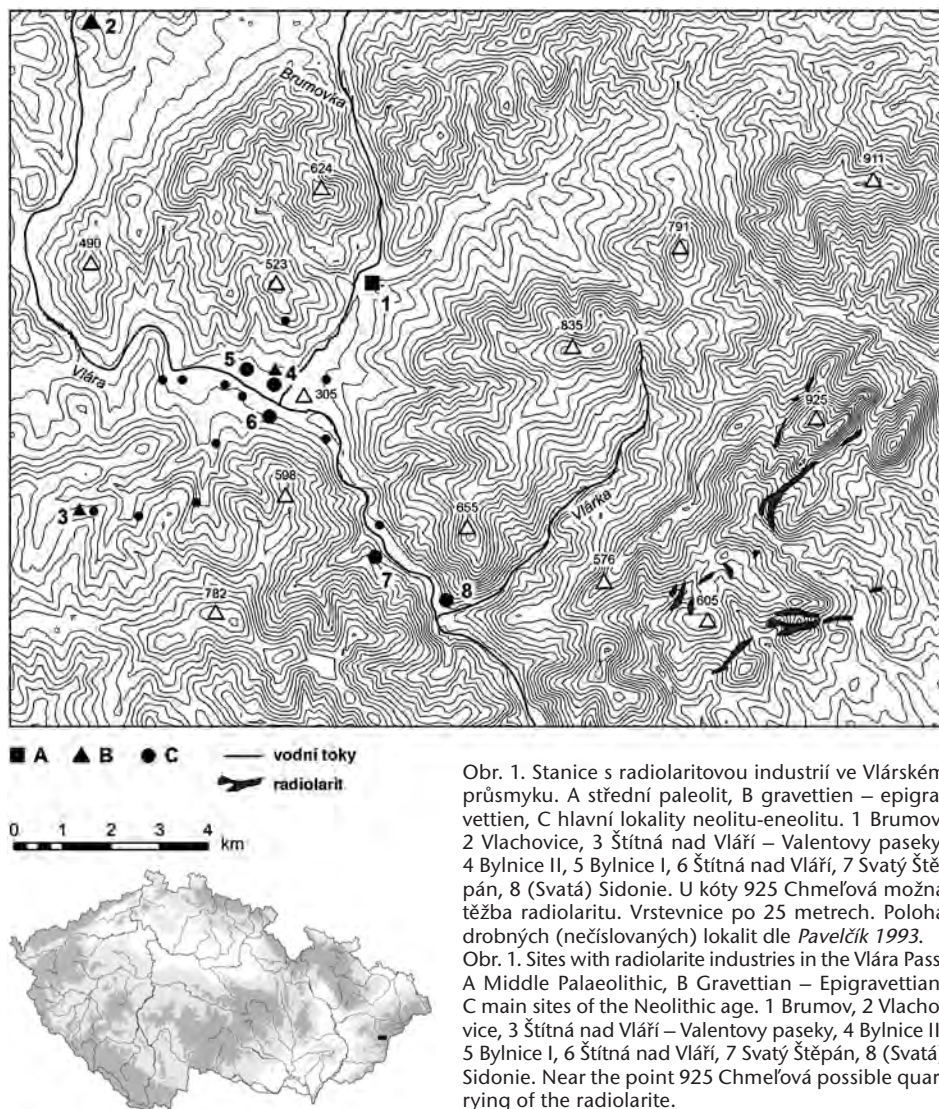 2
Brumovka
624
911
791
490
523
1
835
Vlára
5
4
305
925
6
598
3
655
Vlárka
576
7
8
605
782
A B C vodní toky
radiolarit
0 1 2 3 4
km
Obr. 1. Stanice s radiolaritovou industrií ve Vlárském
průsmyku. A střední paleolit, B gravettien – epigra-
vettien, C hlavní lokality neolitu-eneolitu. 1 Brumov,
2 Vlachovice, 3 Štítná nad Vláří – Valentovy paseky,
4 Bylnice II, 5 Bylnice I, 6 Štítná nad Vláří, 7 Svatý Ště-
pán, 8 (Svatá) Sidonie. U kóty 925 Chmeľová možná
těžba radiolaritu. Vrstevnice po 25 metrech. Poloha
drobných (nečíslovaných) lokalit dle Pavelčík 1993.
Obr. 1. Sites with radiolarite industries in the Vlára Pass.
A Middle Palaeolithic, B Gravettian – Epigravettian,
C main sites of the Neolithic age. 1 Brumov, 2 Vlacho-
vice, 3 Štítná nad Vláří – Valentovy paseky, 4 Bylnice II,
5 Bylnice I, 6 Štítná nad Vláří, 7 Svatý Štěpán, 8 (Svatá)
Sidonie. Near the point 925 Chmeľová possible quar-
rying of the radiolarite.